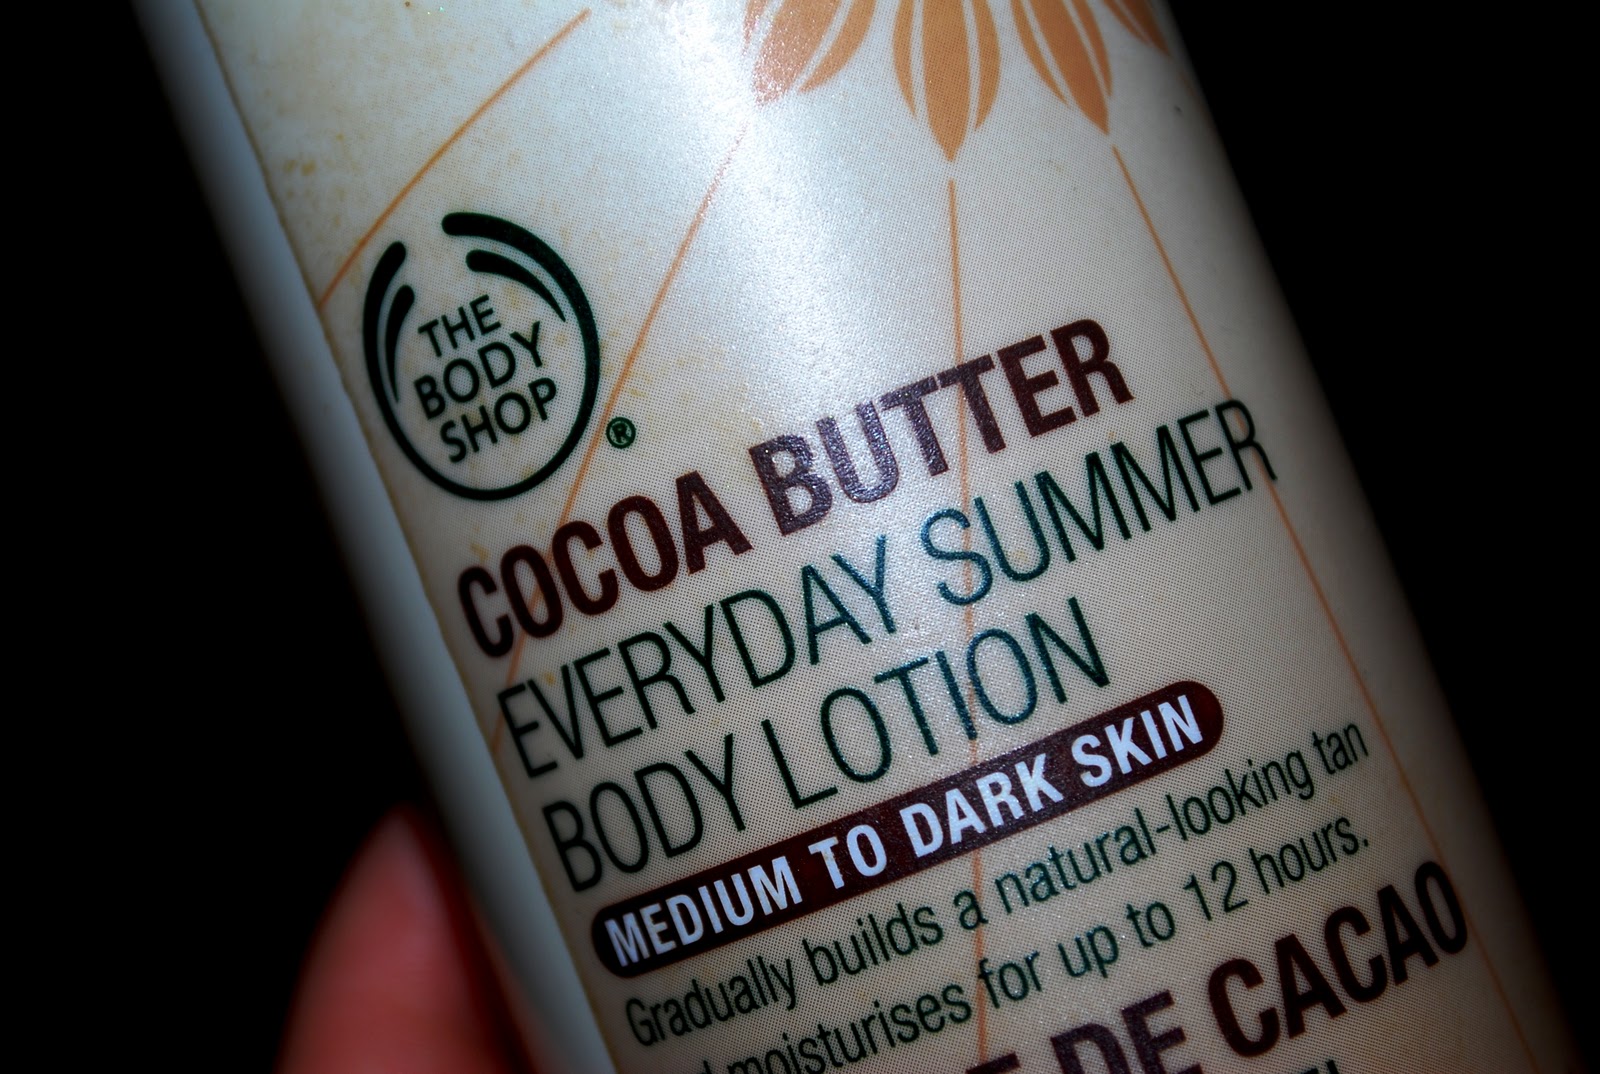 THE
BODY
SHOP
®
COCOA BUTTER
EVERYDAY SUMMER
BODY LOTION
MEDIUM TO DARK SKIN
Gradually builds a natural-looking tan
moisturises for up to 12 hours.
DE CACAO